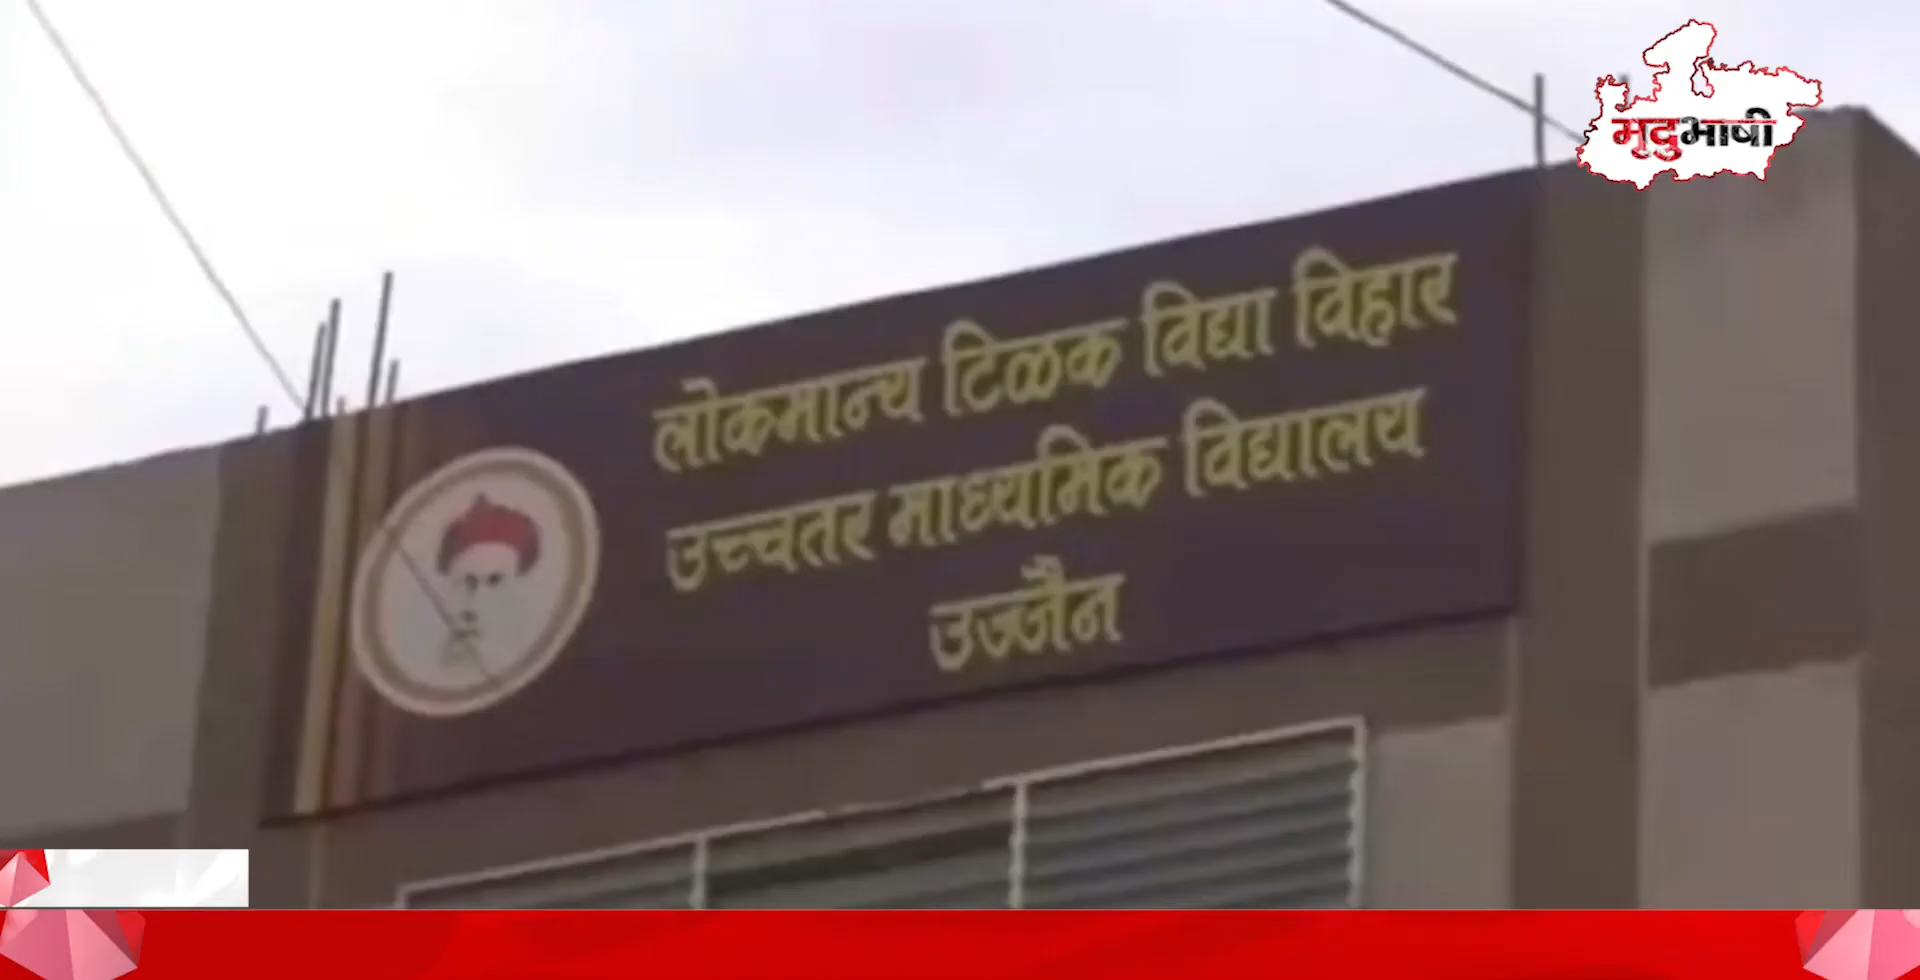 मृदुभाषी
लोकमान्य टिळक विद्या विहार
उच्चतर माध्यमिक विद्यालय
उज्जैन